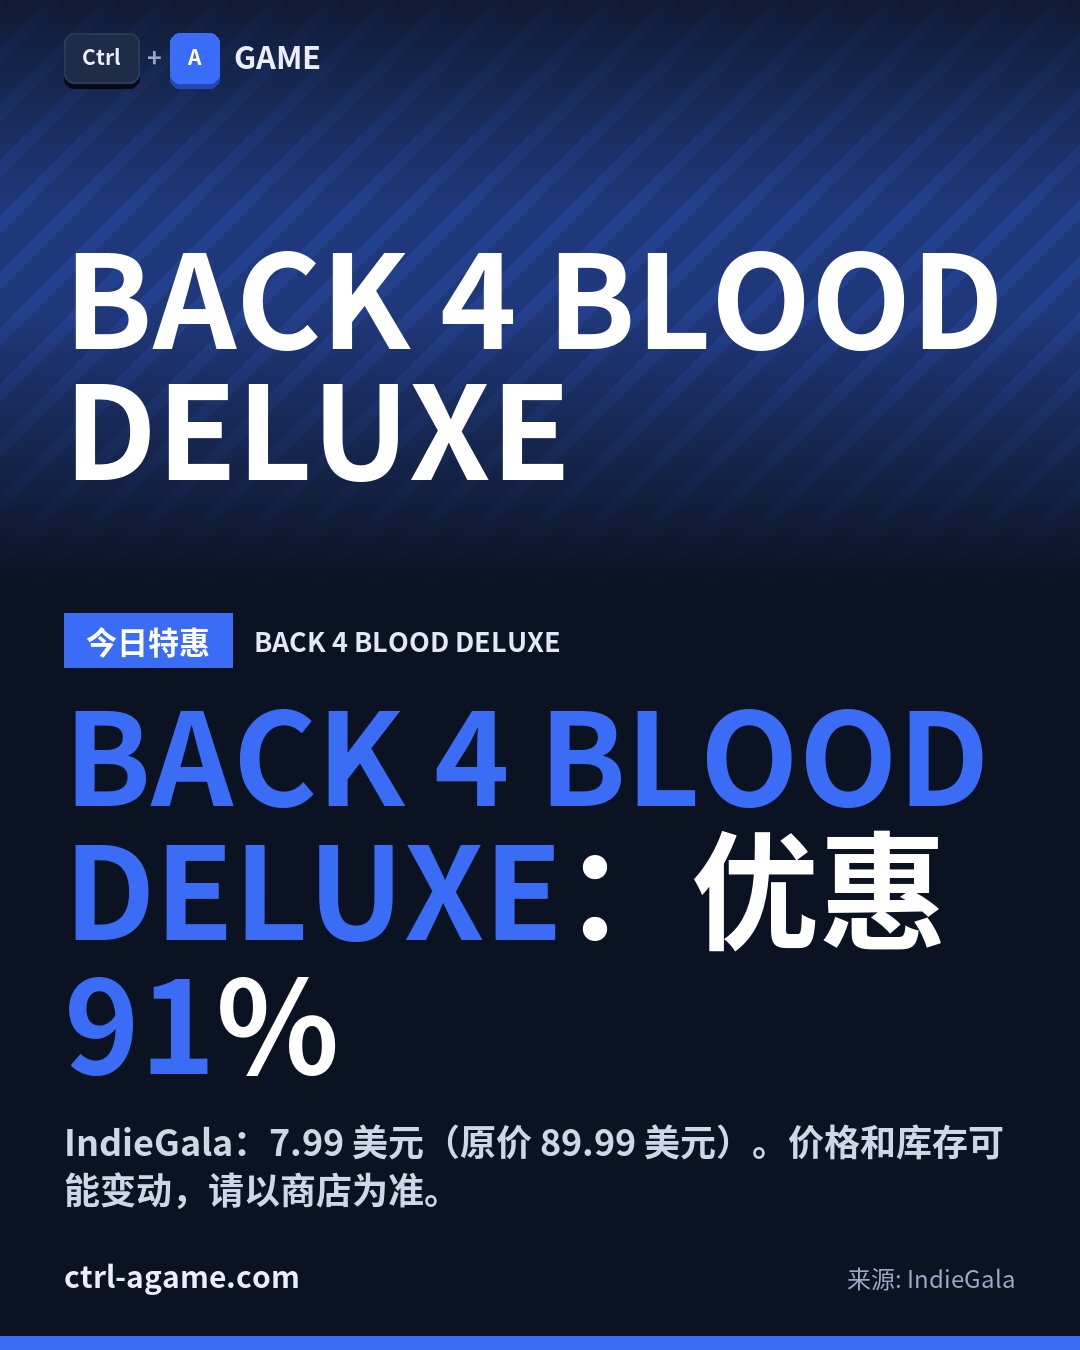 Ctrl + A GAME
BACK 4 BLOOD
DELUXE
今日特惠 BACK 4 BLOOD DELUXE
BACK 4 BLOOD
DELUXE：优惠
91%
IndieGala：7.99 美元（原价 89.99 美元）。价格和库存可
能变动，请以商店为准。
ctrl-agame.com
来源: IndieGala